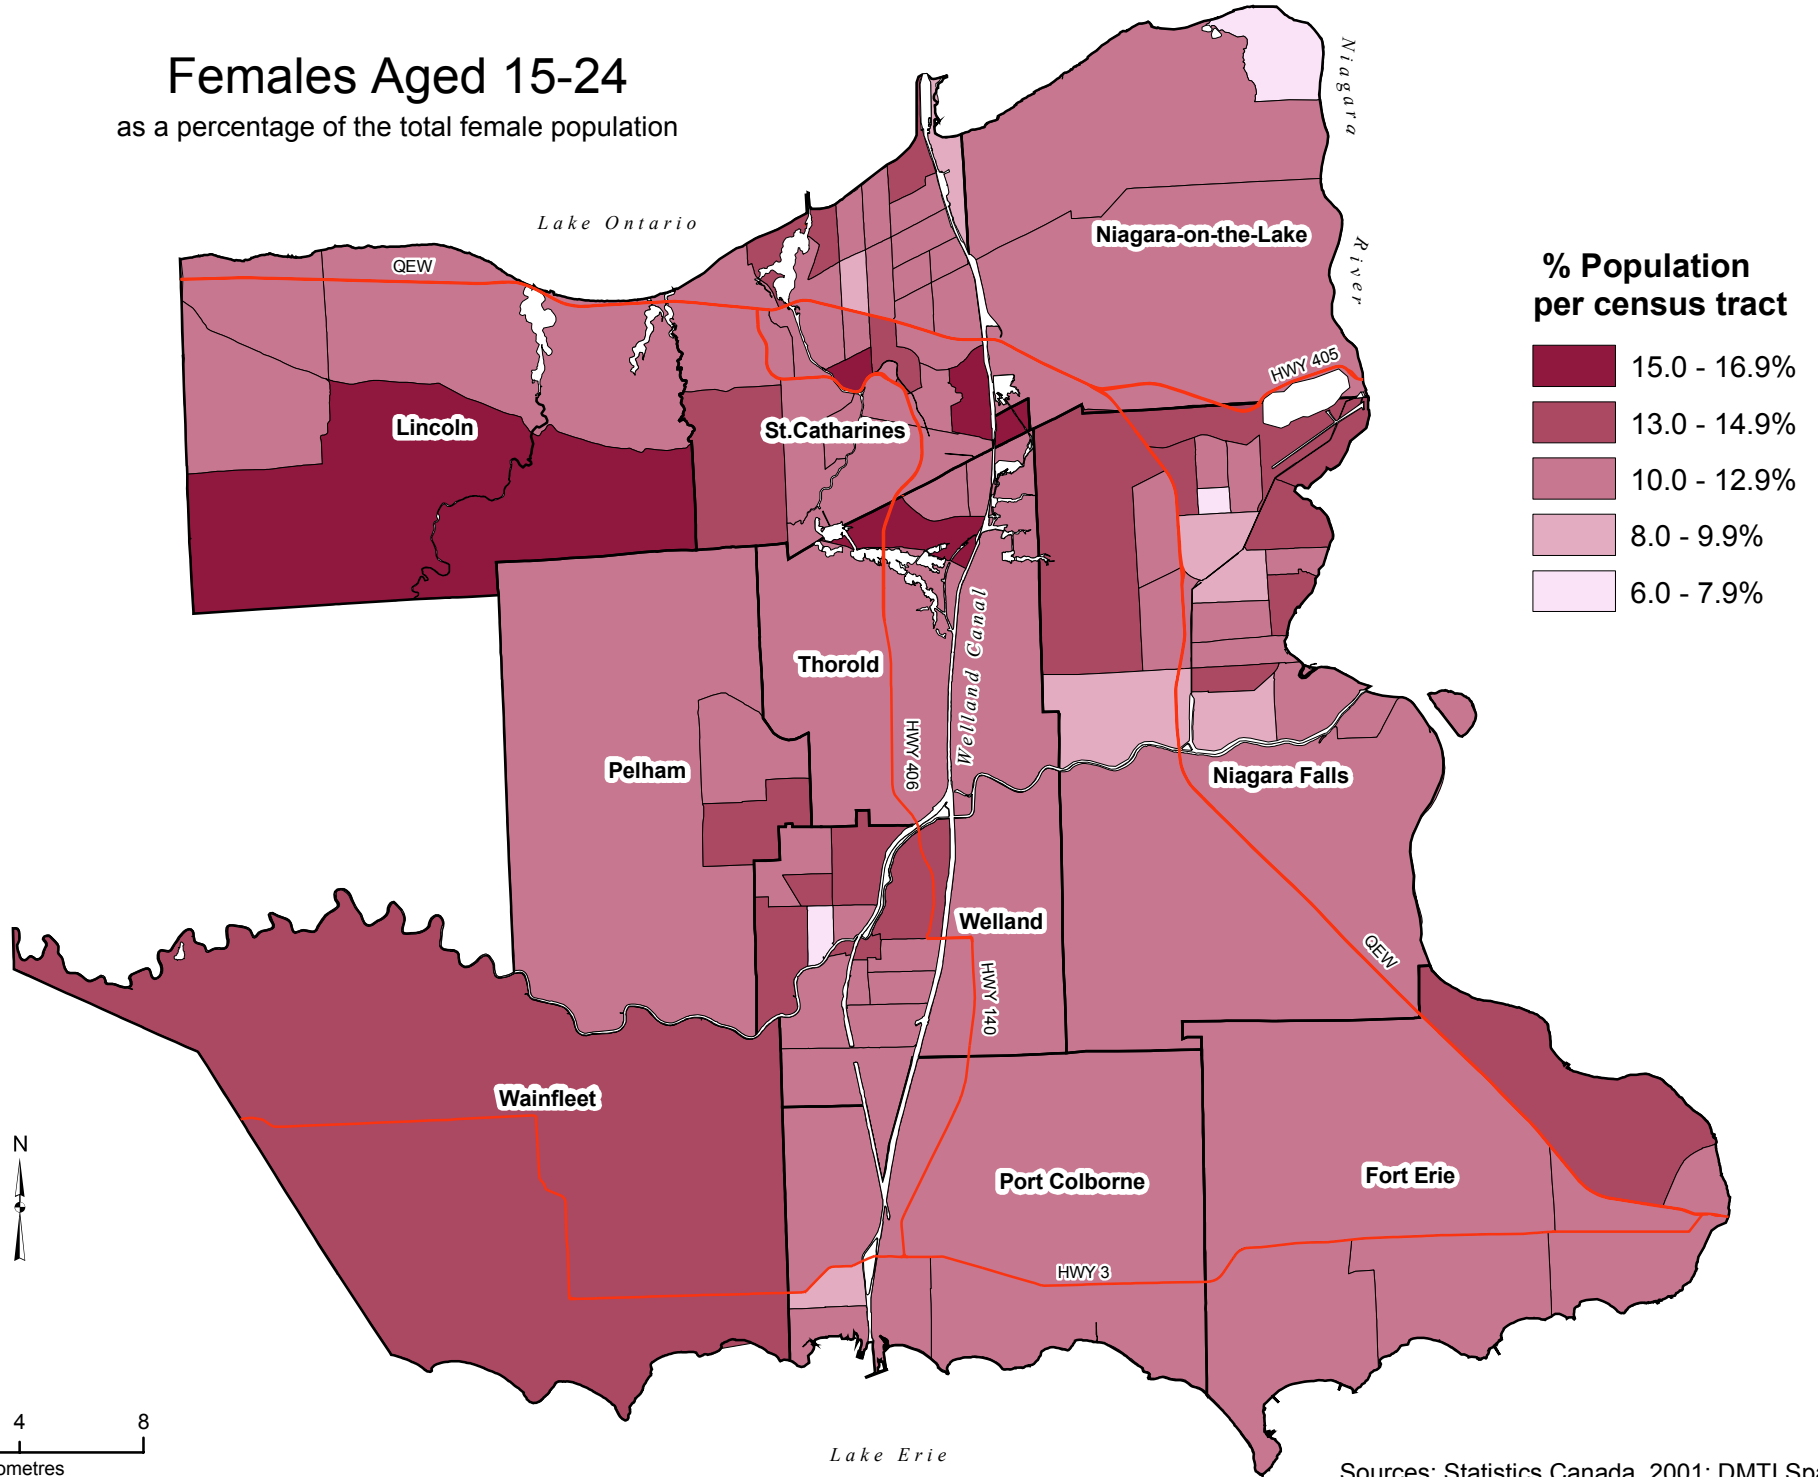 Females Aged 15-24
as a percentage of the total female population
Niagara
River
Lake Ontario
QEW
Niagara-on-the-Lake
% Population
per census tract
15.0 - 16.9%
13.0 - 14.9%
10.0 - 12.9%
8.0 - 9.9%
6.0 - 7.9%
HWY 405
Lincoln
St.Catharines
Thorold
Welland Canal
HWY 406
Pelham
Niagara Falls
Welland
QEW
HWY 140
Wainfleet
N
Port Colborne
Fort Erie
HWY 3
4 8
ometres
Lake Erie
Sources: Statistics Canada, 2001; DMTI Spa